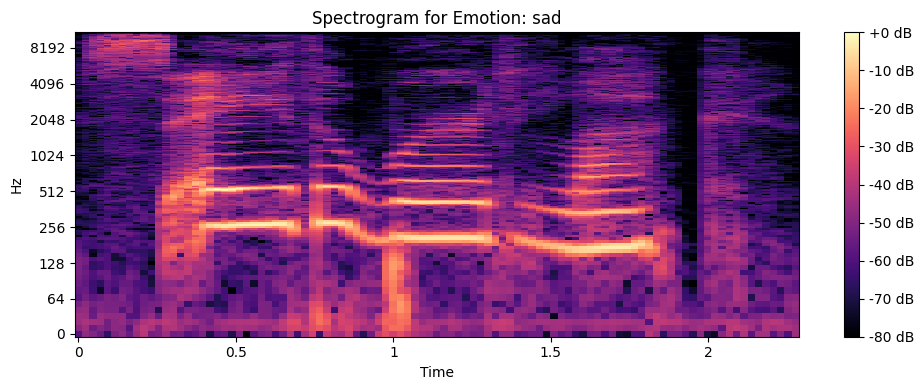 Spectrogram for Emotion: sad
8192
4096
2048
1024
512
256
128
64
0
Hz
0
0.5
1
1.5
2
Time
+0 dB
-10 dB
-20 dB
-30 dB
-40 dB
-50 dB
-60 dB
-70 dB
-80 dB